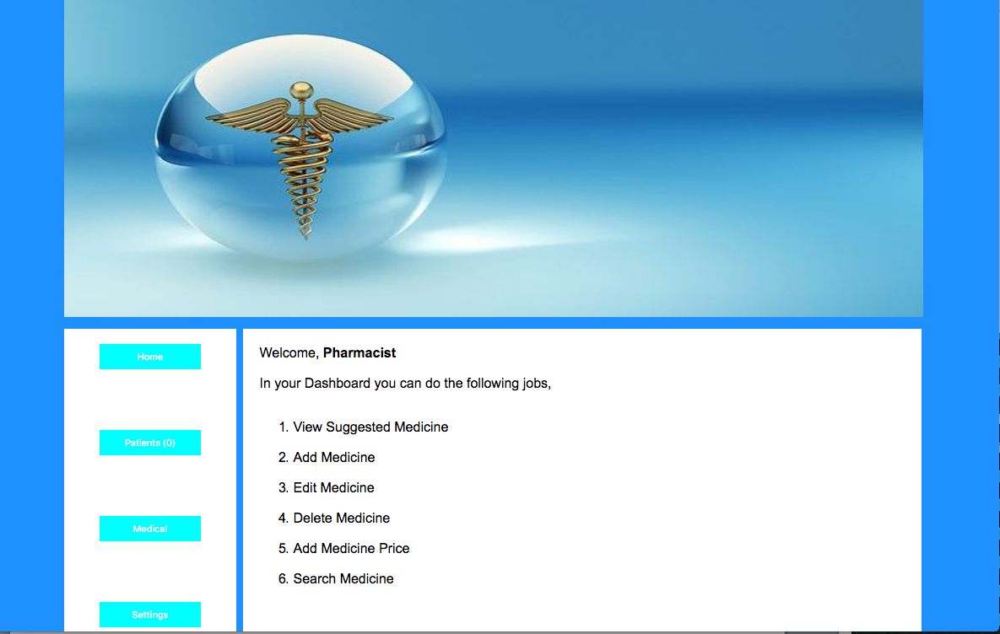 Home
Patients (0)
Medical
Settings
Welcome, Pharmacist
In your Dashboard you can do the following jobs,
1. View Suggested Medicine
2. Add Medicine
3. Edit Medicine
4. Delete Medicine
5. Add Medicine Price
6. Search Medicine